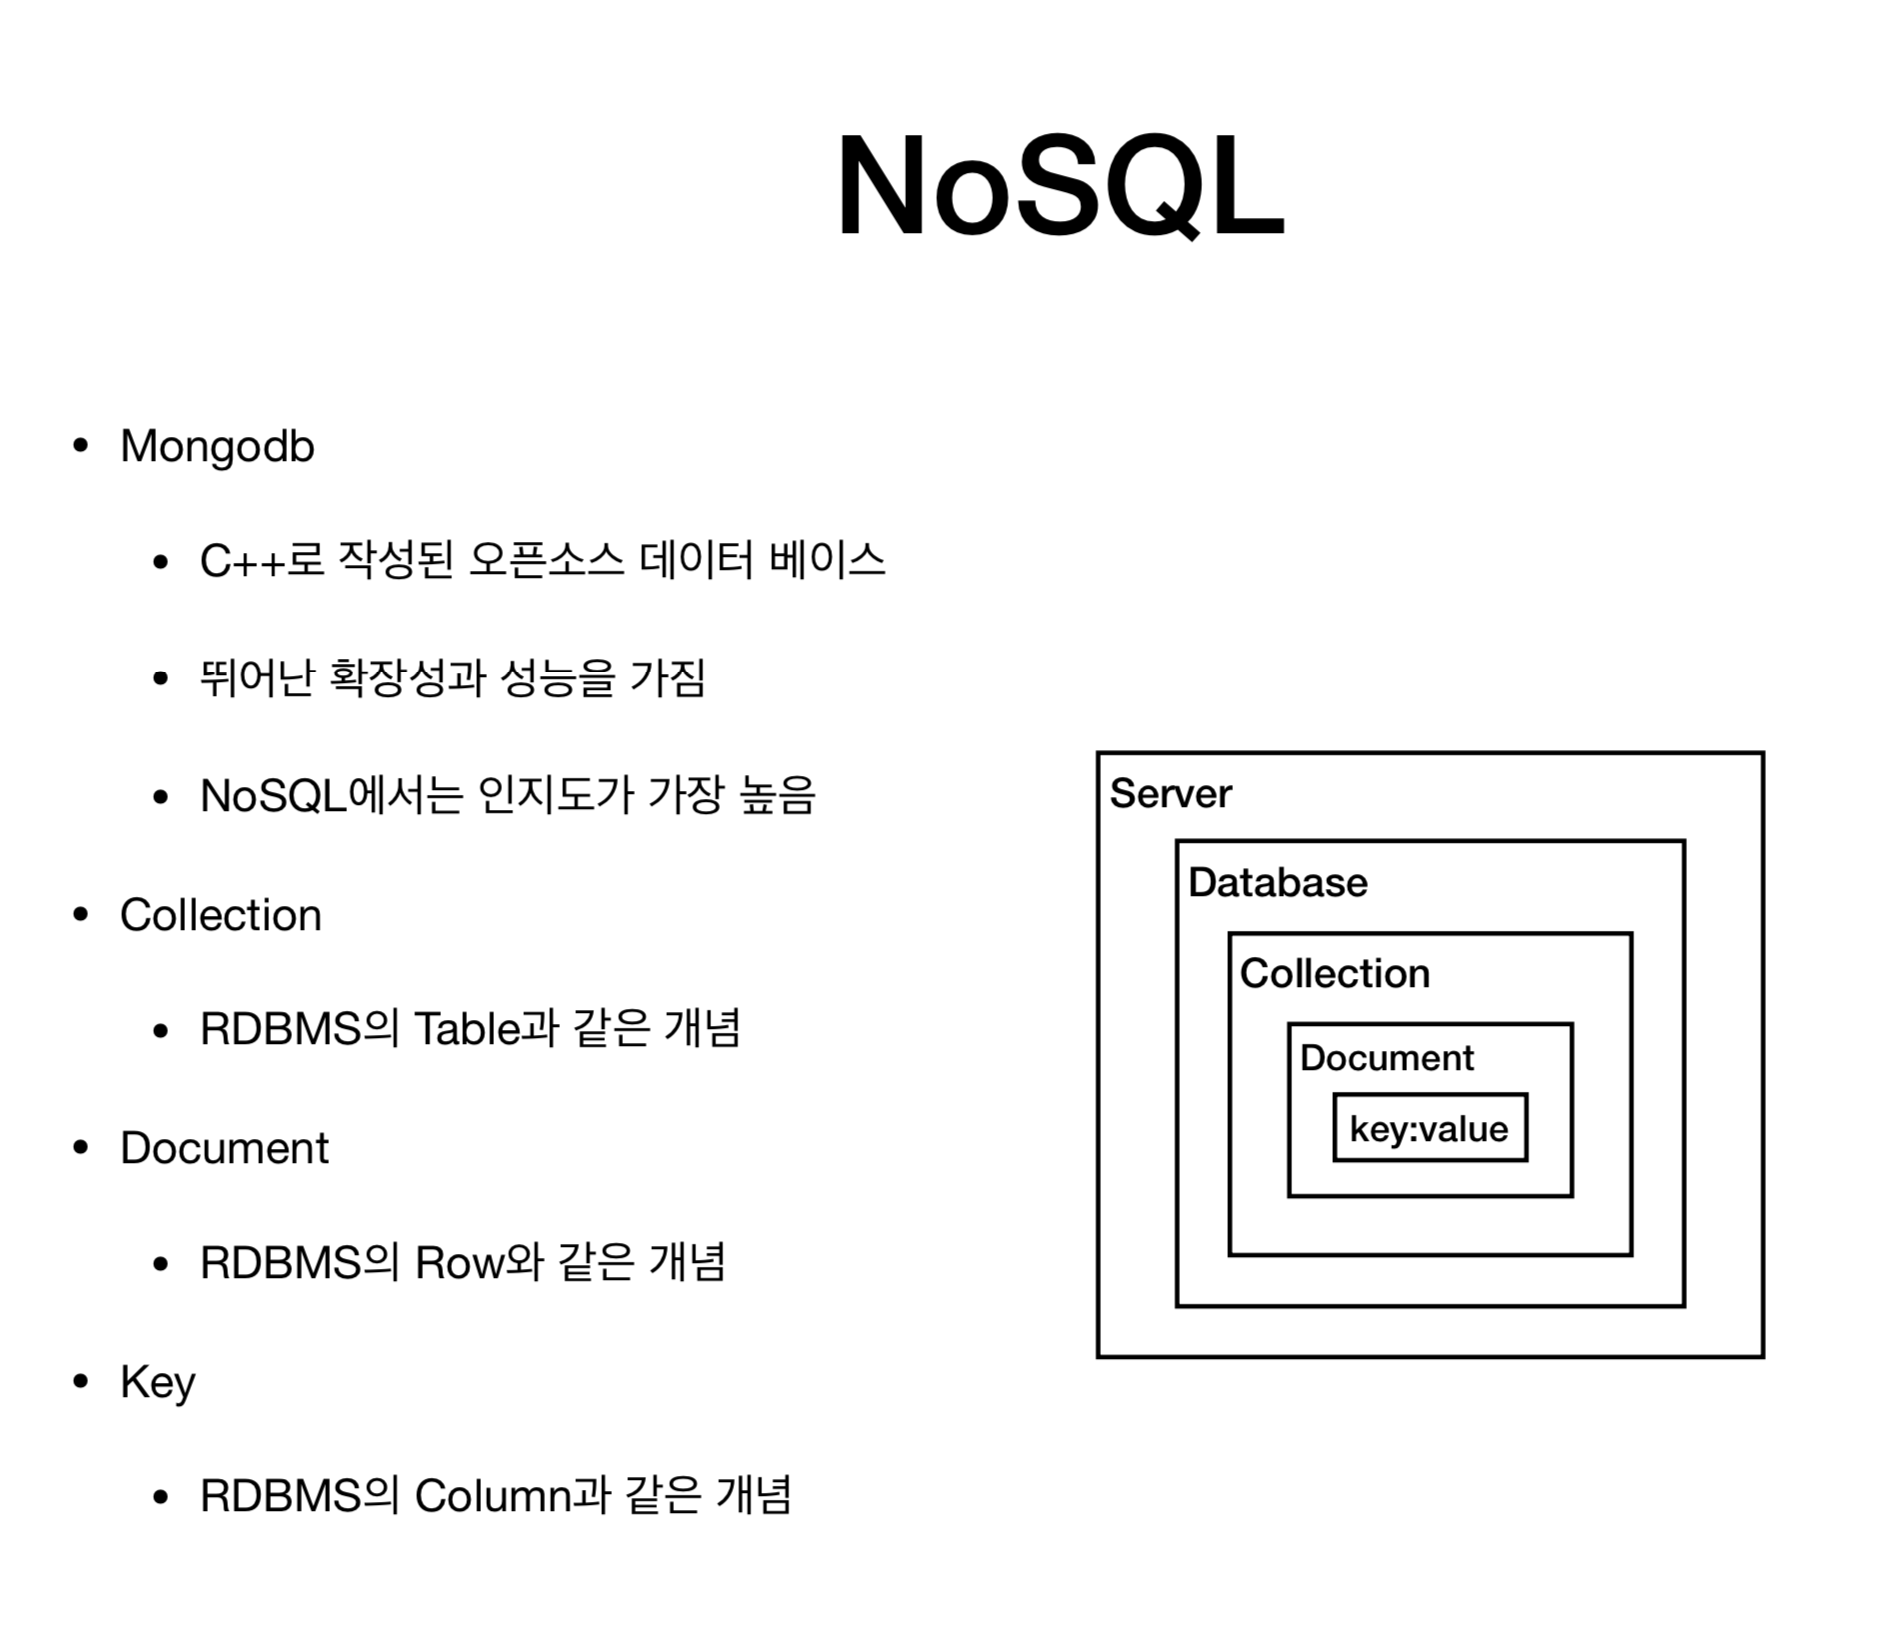 NoSQL
• Mongodb
• C++로 작성된 오픈소스 데이터 베이스
• 뛰어난 확장성과 성능을 가짐
• NoSQL에서는 인지도가 가장 높음
• Collection
• RDBMS의 Table과 같은 개념
• Document
• RDBMS의 Row와 같은 개념
• Key
• RDBMS의 Column과 같은 개념
Server
Database
Collection
Document
key:value